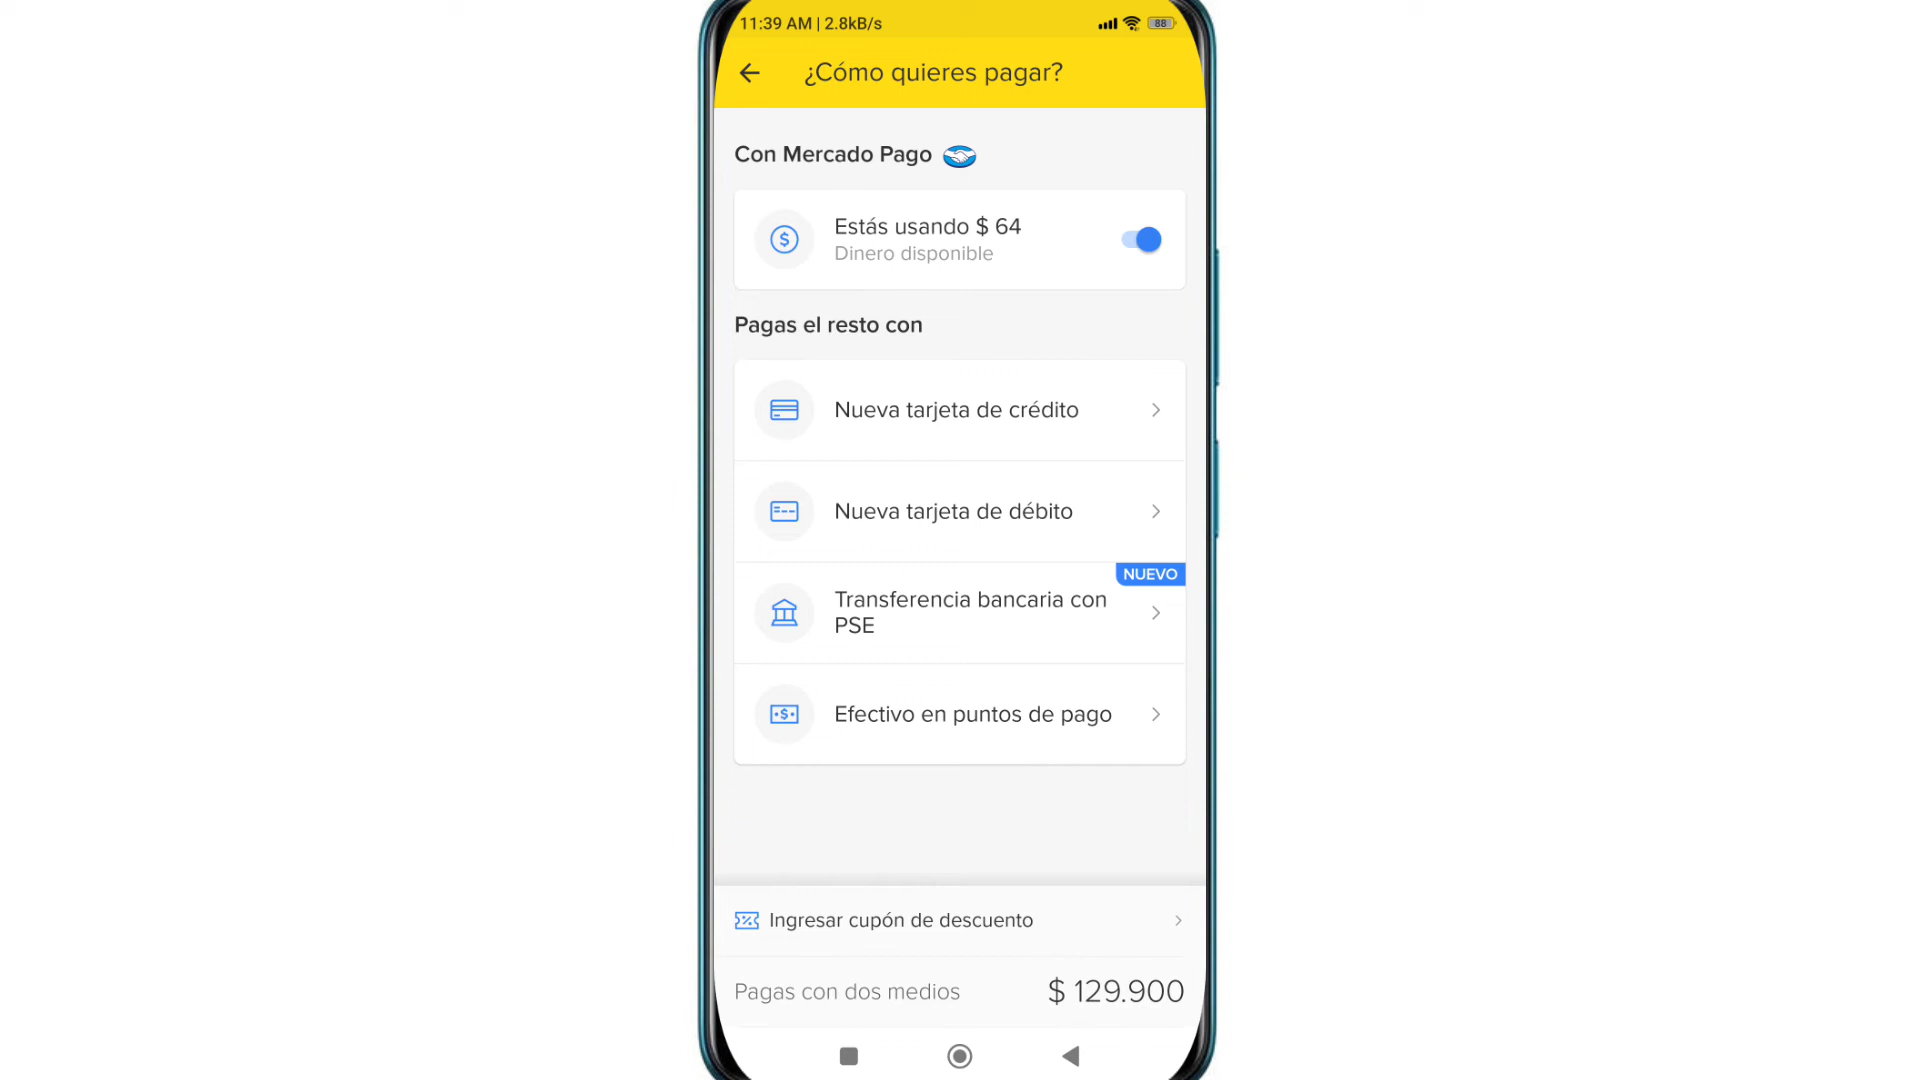 11:39 AM | 2.8kB/s
88
¿Cómo quieres pagar?
Con Mercado Pago
Estás usando $ 64
Dinero disponible
Pagas el resto con
Nueva tarjeta de crédito
Nueva tarjeta de débito
NUEVO
Transferencia bancaria con
PSE
Efectivo en puntos de pago
Ingresar cupón de descuento
Pagas con dos medios $ 129.900